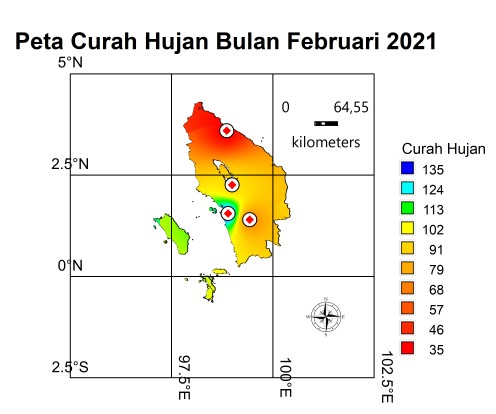 Peta Curah Hujan Bulan Februari 2021
5°N
0 64,55
kilometers
Curah Hujan
135
2.5°N
124
113
102
91
0°N
79
68
57
N
W E
S
46
35
2.5°S
97.5°E
100°E
102.5°E